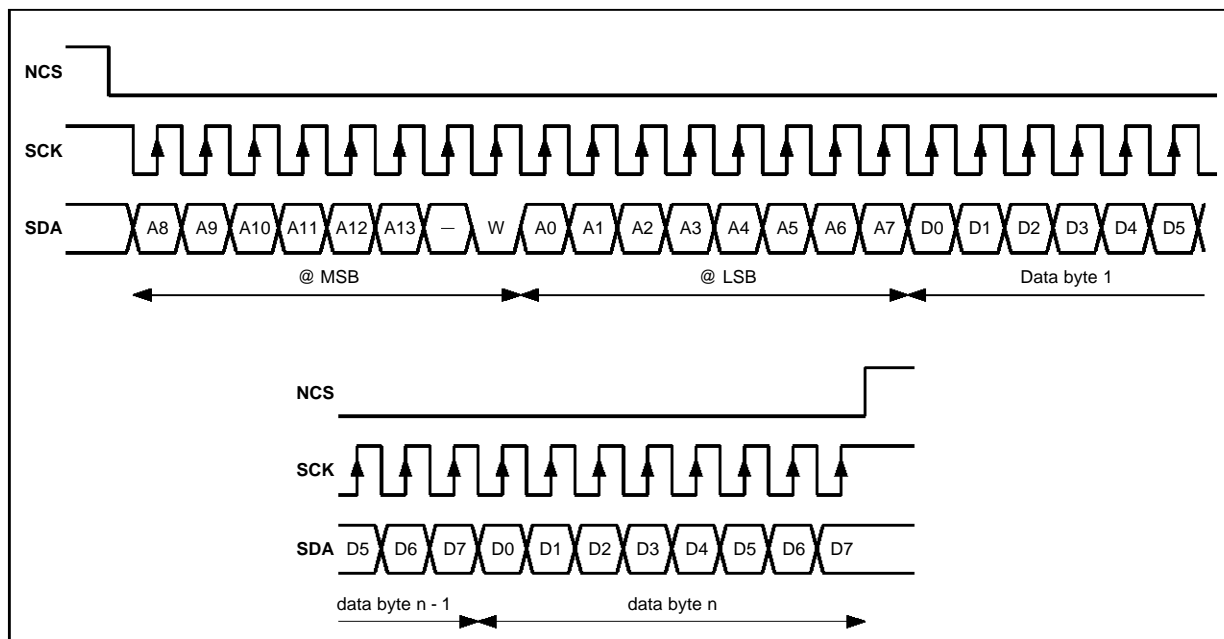 NCS
SCK
SDA A8 A9 A10 A11 A12 A13 — W A0 A1 A2 A3 A4 A5 A6 A7 D0 D1 D2 D3 D4 D5
@ MSB @ LSB Data byte 1
NCS
SCK
SDA D5 D6 D7 D0 D1 D2 D3 D4 D5 D6 D7
data byte n - 1 data byte n